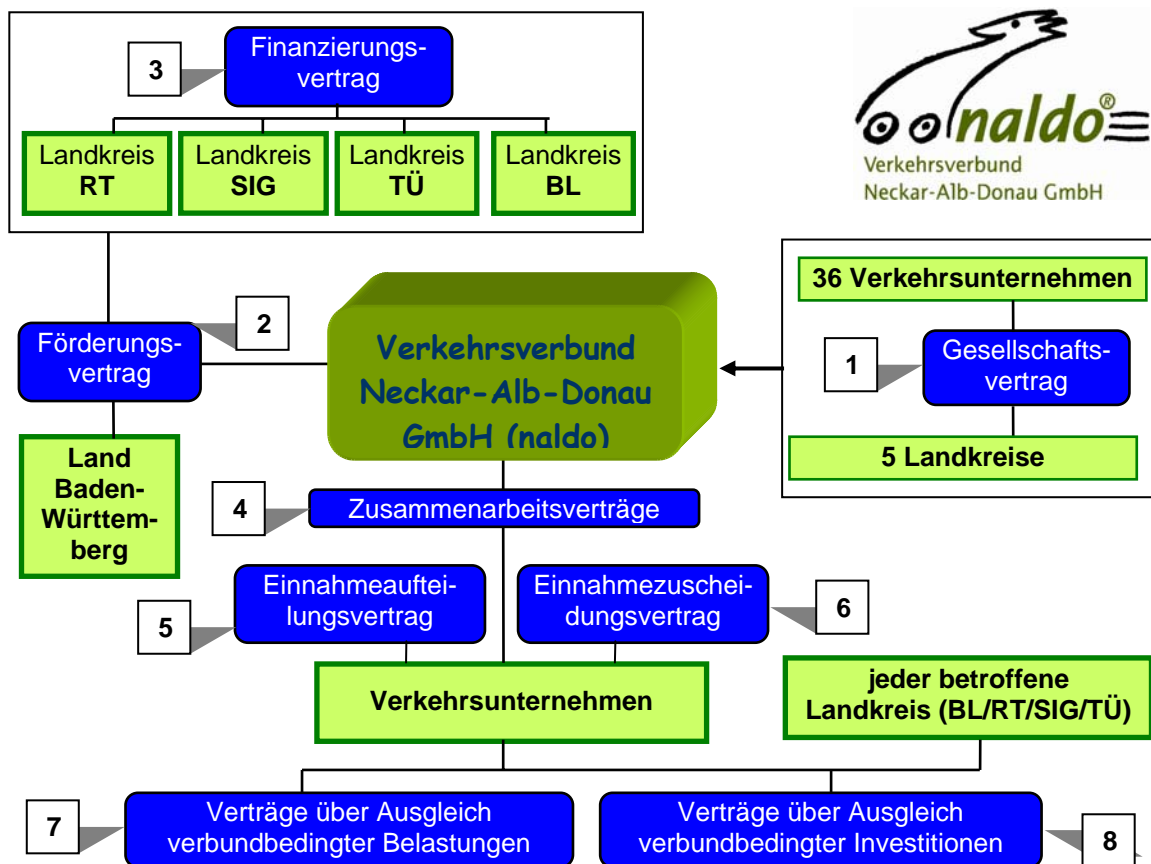 Finanzierungs-
vertrag
3
Landkreis
RT
Landkreis
SIG
Landkreis
TÜ
Landkreis
BL
naldo®
Verkehrsverbund
Neckar-Alb-Donau GmbH
36 Verkehrsunternehmen
1
Gesellschafts-
vertrag
5 Landkreise
2
Förderungs-
vertrag
Verkehrsverbund
Neckar-Alb-Donau
GmbH (naldo)
Land
Baden-
Württem-
berg
4
Zusammenarbeitsverträge
5
Einnahmeauftei-
lungsvertrag
Einnahmezuschei-
dungsvertrag
6
Verkehrsunternehmen
jeder betroffene
Landkreis (BL/RT/SIG/TÜ)
7
Verträge über Ausgleich
verbundbedingter Belastungen
Verträge über Ausgleich
verbundbedingter Investitionen
8